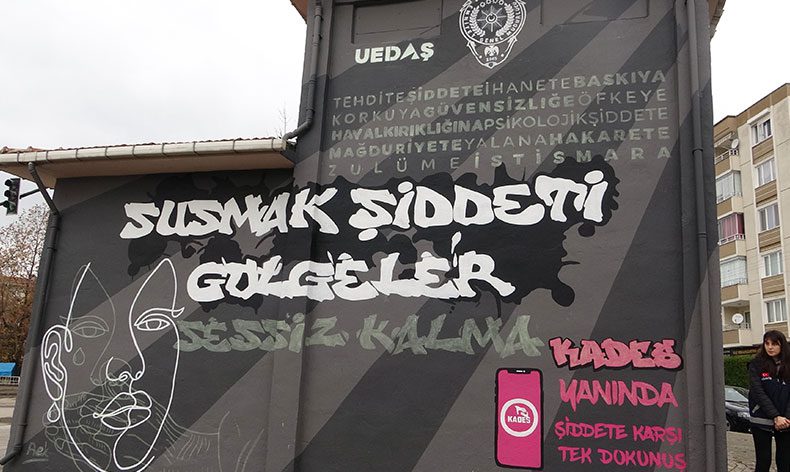 UEDAŞ
TEHDİTEŞİDDETEİHANETEBASKIYA
KORKUYAGÜVENSİZLİĞEÖFKEYE
HAYALKIRIKLIĞINAPSİKOLOJİKŞİDDETE
MAĞDURİYETEYALANAHAKARETE
ZULÜMEİSTİSMARA
SUSMAK ŞİDDETİ
GÖLGELER
SESSİZ KALMA
KADES
YANINDA
KADES
ŞİDDETE KARŞI
TEK DOKUNUŞ